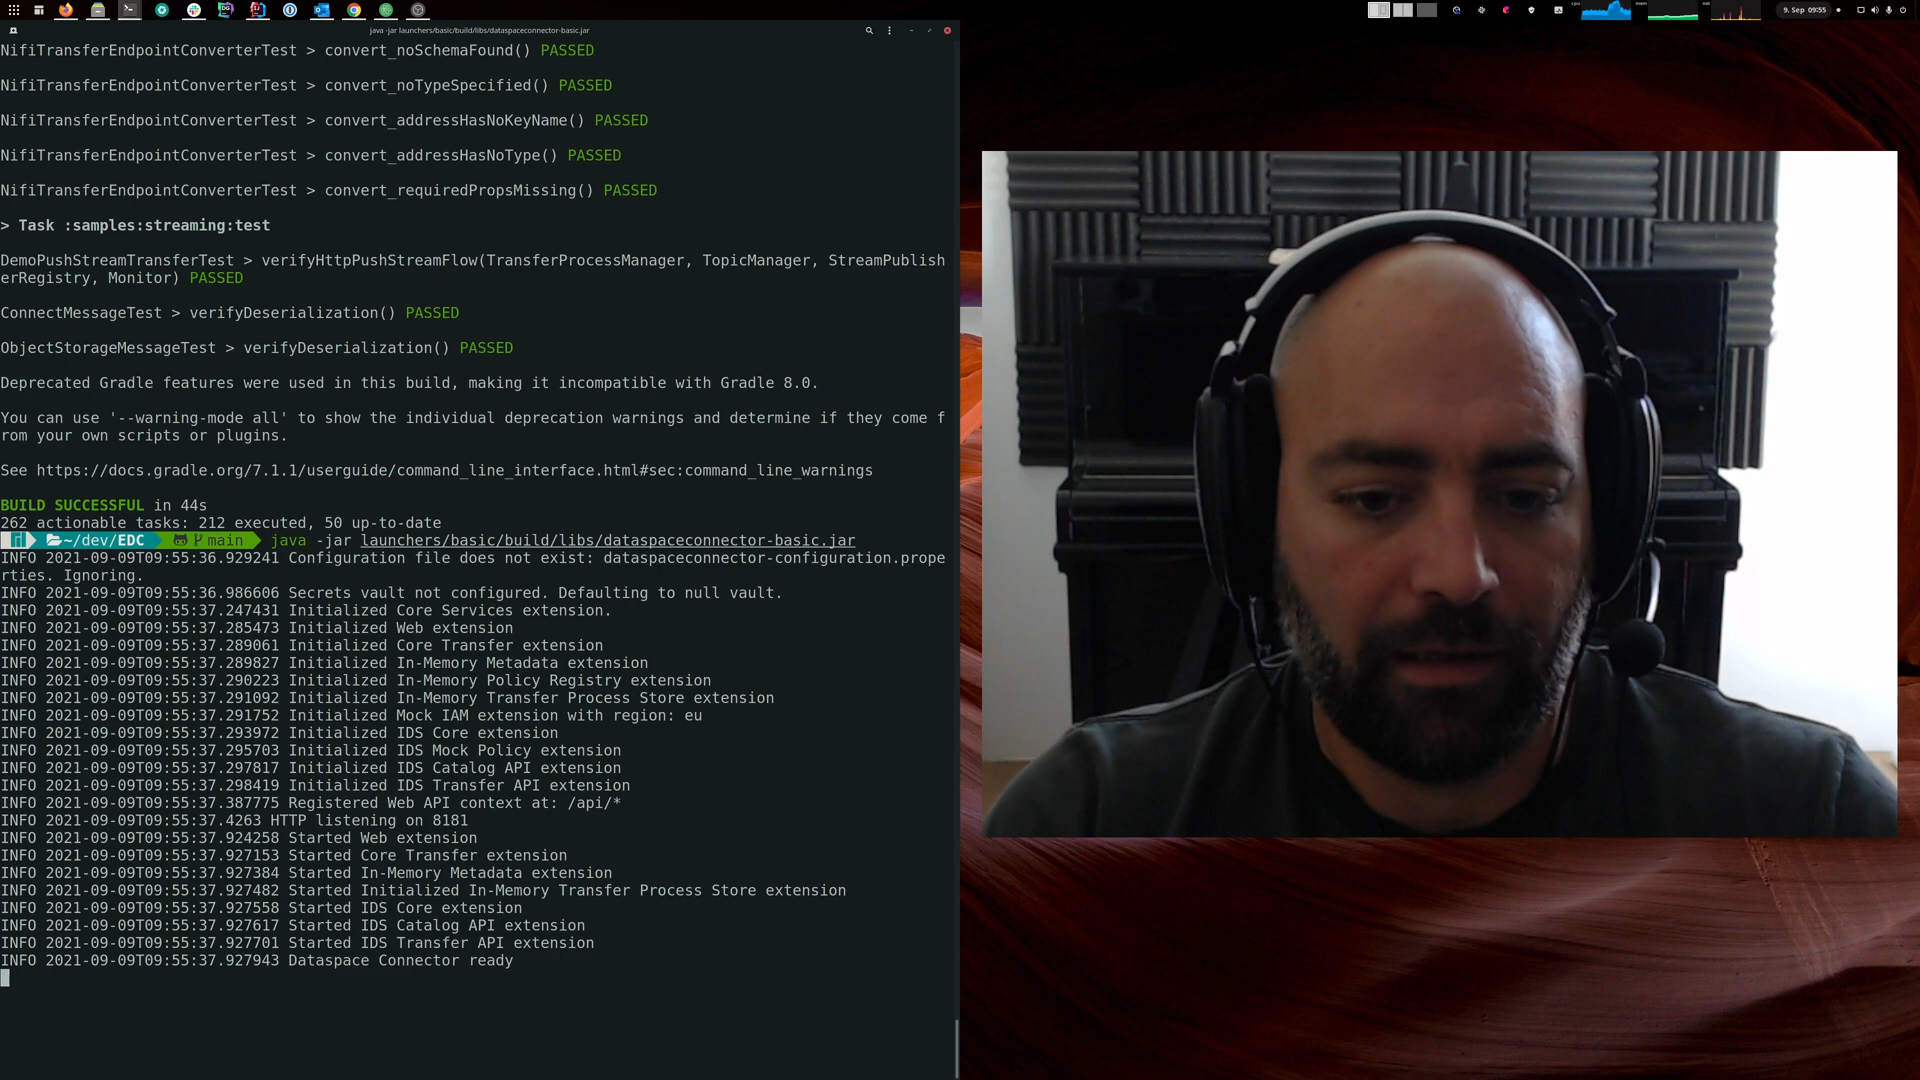 9. Sep 09:55
java -jar launchers/basic/build/libs/dataspaceconnector-basic.jar
NifiTransferEndpointConverterTest > convert_noSchemaFound() PASSED
NifiTransferEndpointConverterTest > convert_noTypeSpecified() PASSED
NifiTransferEndpointConverterTest > convert_addressHasNoKeyName() PASSED
NifiTransferEndpointConverterTest > convert_addressHasNoType() PASSED
NifiTransferEndpointConverterTest > convert_requiredPropsMissing() PASSED
> Task :samples:streaming:test
DemoPushStreamTransferTest > verifyHttpPushStreamFlow(TransferProcessManager, TopicManager, StreamPublish
erRegistry, Monitor) PASSED
ConnectMessageTest > verifyDeserialization() PASSED
ObjectStorageMessageTest > verifyDeserialization() PASSED
Deprecated Gradle features were used in this build, making it incompatible with Gradle 8.0.
You can use '--warning-mode all' to show the individual deprecation warnings and determine if they come f
rom your own scripts or plugins.
See https://docs.gradle.org/7.1.1/userguide/command_line_interface.html#sec:command_line_warnings
BUILD SUCCESSFUL in 44s
262 actionable tasks: 212 executed, 50 up-to-date
~/dev/EDC main java -jar launchers/basic/build/libs/dataspaceconnector-basic.jar
INFO 2021-09-09T09:55:36.929241 Configuration file does not exist: dataspaceconnector-configuration.prope
rties. Ignoring.
INFO 2021-09-09T09:55:36.986606 Secrets vault not configured. Defaulting to null vault.
INFO 2021-09-09T09:55:37.247431 Initialized Core Services extension.
INFO 2021-09-09T09:55:37.285473 Initialized Web extension
INFO 2021-09-09T09:55:37.289061 Initialized Core Transfer extension
INFO 2021-09-09T09:55:37.289827 Initialized In-Memory Metadata extension
INFO 2021-09-09T09:55:37.290223 Initialized In-Memory Policy Registry extension
INFO 2021-09-09T09:55:37.291092 Initialized In-Memory Transfer Process Store extension
INFO 2021-09-09T09:55:37.291752 Initialized Mock IAM extension with region: eu
INFO 2021-09-09T09:55:37.293972 Initialized IDS Core extension
INFO 2021-09-09T09:55:37.295703 Initialized IDS Mock Policy extension
INFO 2021-09-09T09:55:37.297817 Initialized IDS Catalog API extension
INFO 2021-09-09T09:55:37.298419 Initialized IDS Transfer API extension
INFO 2021-09-09T09:55:37.387775 Registered Web API context at: /api/*
INFO 2021-09-09T09:55:37.4263 HTTP listening on 8181
INFO 2021-09-09T09:55:37.924258 Started Web extension
INFO 2021-09-09T09:55:37.927153 Started Core Transfer extension
INFO 2021-09-09T09:55:37.927384 Started In-Memory Metadata extension
INFO 2021-09-09T09:55:37.927482 Started Initialized In-Memory Transfer Process Store extension
INFO 2021-09-09T09:55:37.927558 Started IDS Core extension
INFO 2021-09-09T09:55:37.927617 Started IDS Catalog API extension
INFO 2021-09-09T09:55:37.927701 Started IDS Transfer API extension
INFO 2021-09-09T09:55:37.927943 Dataspace Connector ready